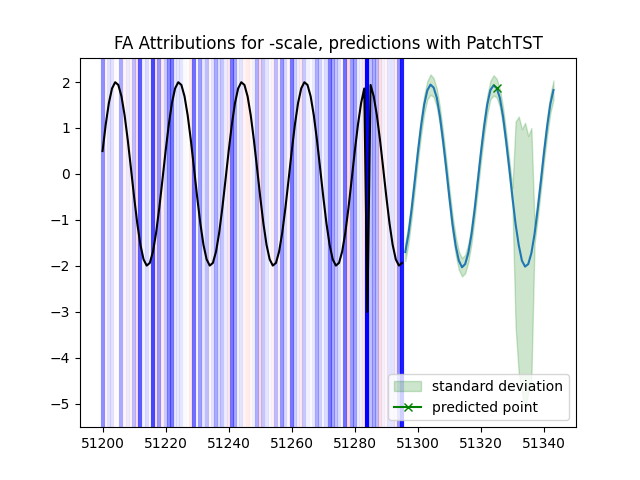 FA Attributions for -scale, predictions with PatchTST
2
1
0
−1
−2
−3
−4
−5
standard deviation
predicted point
51200 51220 51240 51260 51280 51300 51320 51340